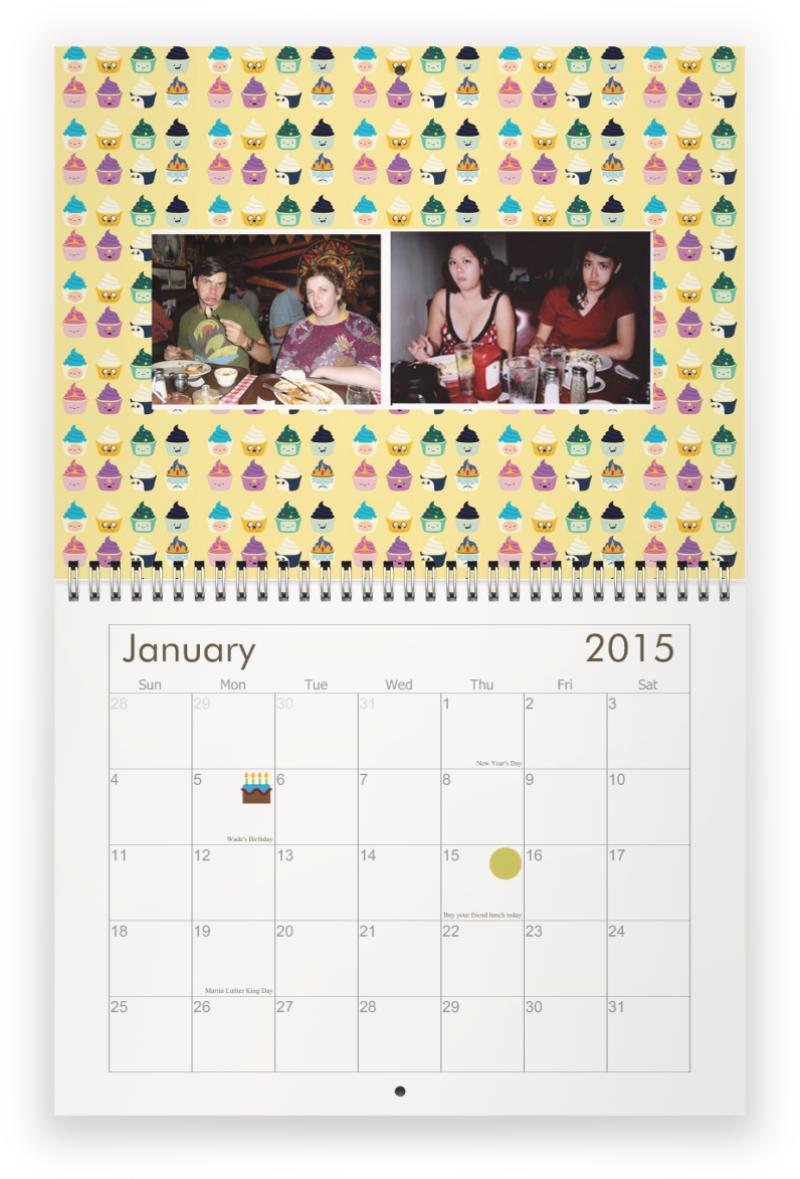 January 2015
Sun Mon Tue Wed Thu Fri Sat
28 29 30 31 1 2 3
New Year's Day
4 5 6 7 8 9 10
Wade's Birthday
11 12 13 14 15 16 17
Buy your friend lunch today
18 19 20 21 22 23 24
Martin Luther King Day
25 26 27 28 29 30 31